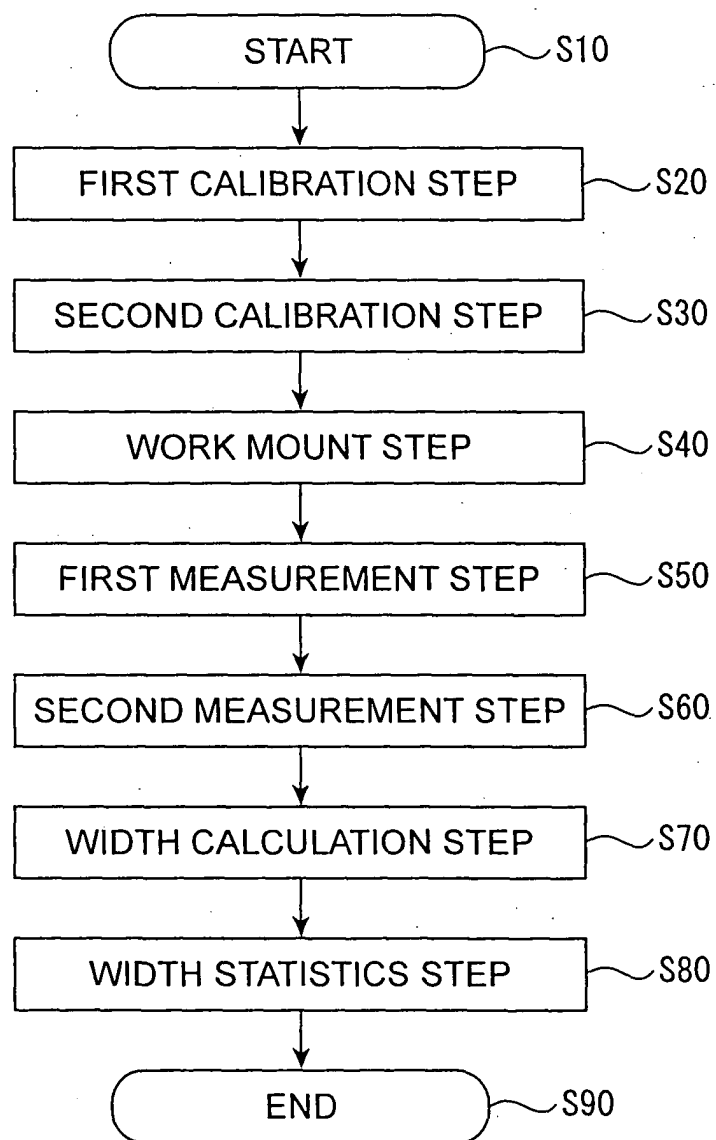 START S10
FIRST CALIBRATION STEP S20
SECOND CALIBRATION STEP S30
WORK MOUNT STEP S40
FIRST MEASUREMENT STEP S50
SECOND MEASUREMENT STEP S60
WIDTH CALCULATION STEP S70
WIDTH STATISTICS STEP S80
END S90